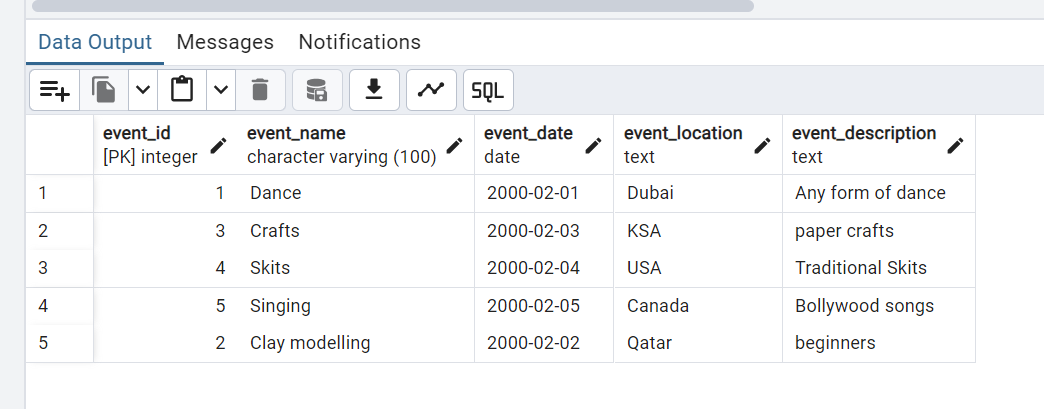 Data Output Messages Notifications
SQL
event_id event_name event_date event_location event_description
[PK] integer character varying (100) date text text
1 1 Dance 2000-02-01 Dubai Any form of dance
2 3 Crafts 2000-02-03 KSA paper crafts
3 4 Skits 2000-02-04 USA Traditional Skits
4 5 Singing 2000-02-05 Canada Bollywood songs
5 2 Clay modelling 2000-02-02 Qatar beginners